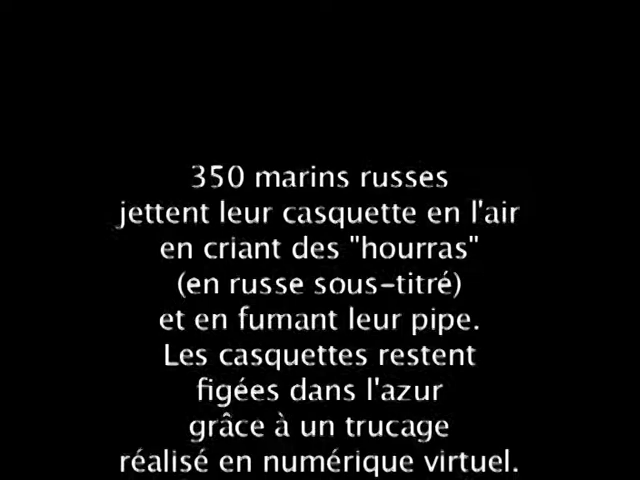 350 marins russes
jettent leur casquette en l'air
en criant des "hourras"
(en russe sous-titré)
et en fumant leur pipe.
Les casquettes restent
figées dans l'azur
grâce à un trucage
réalisé en numérique virtuel.